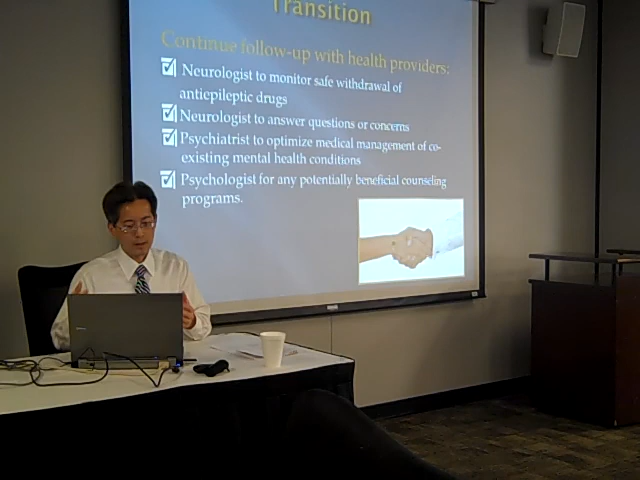 Transition
Continue follow-up with health providers:
Neurologist to monitor safe withdrawal of
antiepileptic drugs
Neurologist to answer questions or concerns
Psychiatrist to optimize medical management of co-
existing mental health conditions
Psychologist for any potentially beneficial counseling
programs.